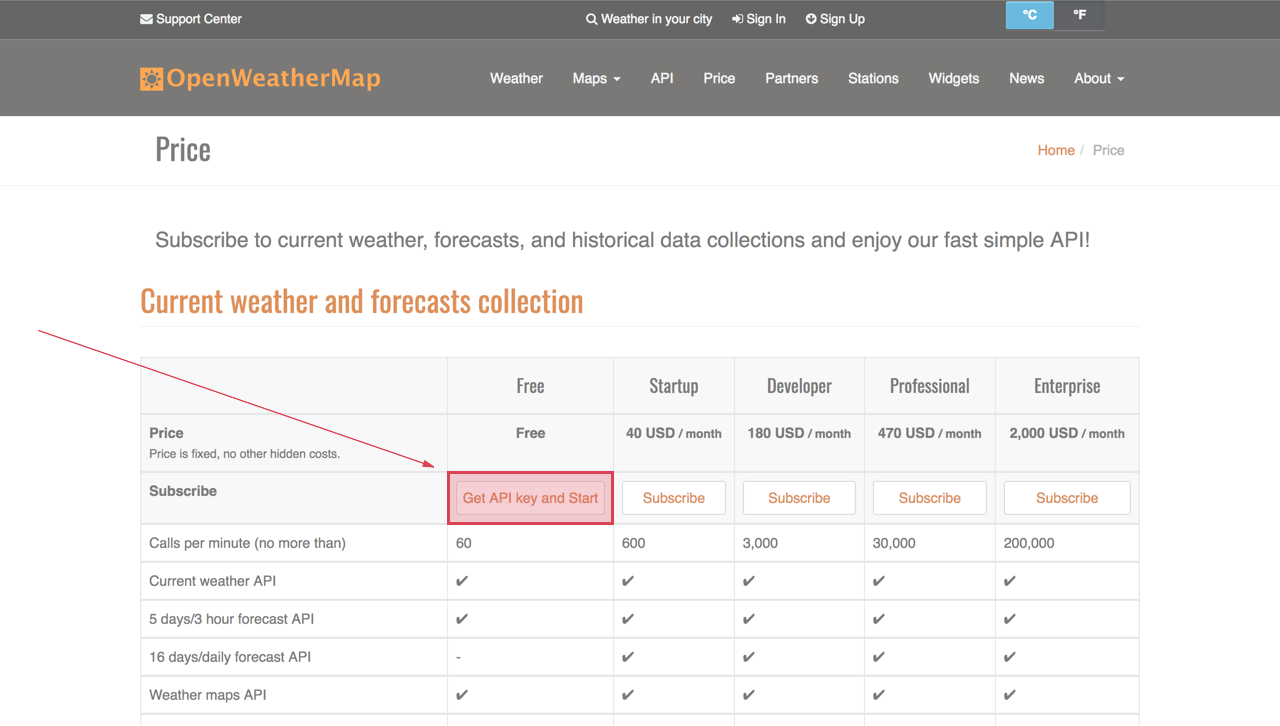 Support Center Weather in your city Sign In Sign Up °C °F
OpenWeatherMap Weather Maps API Price Partners Stations Widgets News About
Price Home / Price
Subscribe to current weather, forecasts, and historical data collections and enjoy our fast simple API!
Current weather and forecasts collection
Free Startup Developer Professional Enterprise
Price Free 40 USD / month 180 USD / month 470 USD / month 2,000 USD / month
Price is fixed, no other hidden costs.
Subscribe Get API key and Start Subscribe Subscribe Subscribe Subscribe
Calls per minute (no more than) 60 600 3,000 30,000 200,000
Current weather API ✔ ✔ ✔ ✔ ✔
5 days/3 hour forecast API ✔ ✔ ✔ ✔ ✔
16 days/daily forecast API - ✔ ✔ ✔ ✔
Weather maps API ✔ ✔ ✔ ✔ ✔